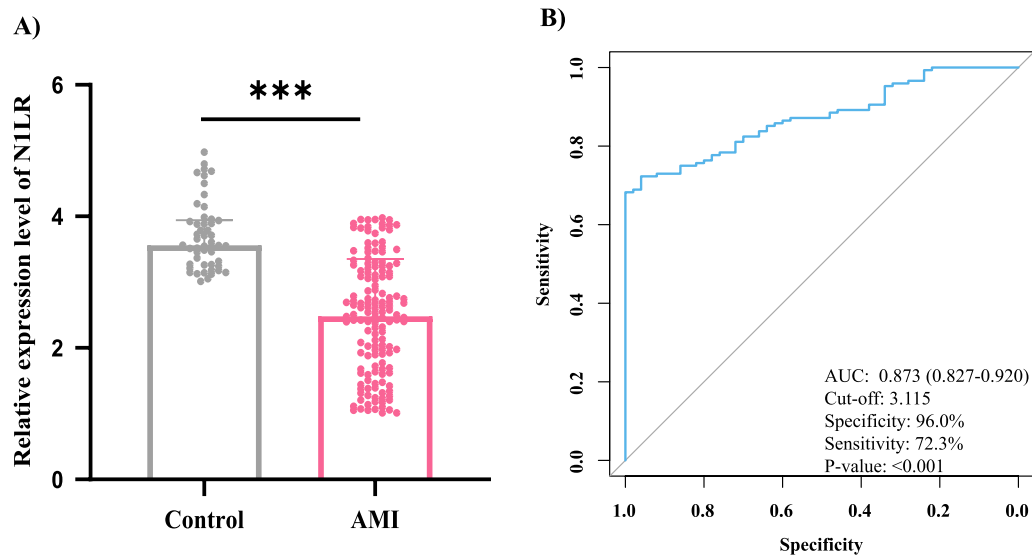 A)
Relative expression level of N1LR
6
4
2
0
***
Control
AMI
B)
Sensitivity
1.0
0.8
0.6
0.4
0.2
0.0
AUC: 0.873 (0.827-0.920)
Cut-off: 3.115
Specificity: 96.0%
Sensitivity: 72.3%
P-value: <0.001
1.0 0.8 0.6 0.4 0.2 0.0
Specificity